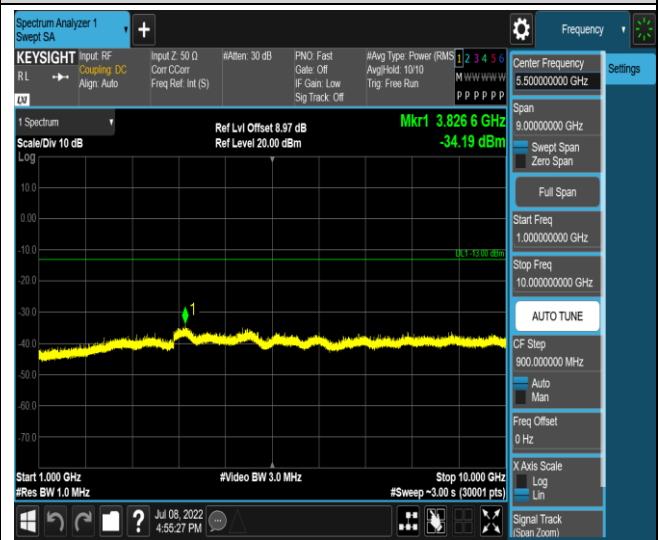 Spectrum Analyzer 1
Swept SA
+
Frequency
KEYSIGHT
RL
LXI
Input: RF
Coupling: DC
Align: Auto
Input Z: 50 Ω
Corr CCorr
Freq Ref: Int (S)
#Atten: 30 dB
PNO: Fast
Gate: Off
IF Gain: Low
Sig Track: Off
#Avg Type: Power (RMS
Avg|Hold: 10/10
Trig: Free Run
1 2 3 4 5 6
M W W W W W
P P P P P P
1 Spectrum
Scale/Div 10 dB
Ref Lvl Offset 8.97 dB
Ref Level 20.00 dBm
Mkr1 3.826 6 GHz
-34.19 dBm
Log
10.0
0.00
-10.0
-20.0
-30.0
-40.0
-50.0
-60.0
-70.0
DL1 -13.00 dBm
1
Start 1.000 GHz
#Res BW 1.0 MHz
#Video BW 3.0 MHz
Stop 10.000 GHz
#Sweep ~3.00 s (30001 pts)
?
Jul 08, 2022
4:55:27 PM
Center Frequency
5.500000000 GHz
Span
9.00000000 GHz
Swept Span
Zero Span
Full Span
Start Freq
1.000000000 GHz
Stop Freq
10.000000000 GHz
AUTO TUNE
CF Step
900.000000 MHz
Auto
Man
Freq Offset
0 Hz
X Axis Scale
Log
Lin
Signal Track
(Span Zoom)
Settings